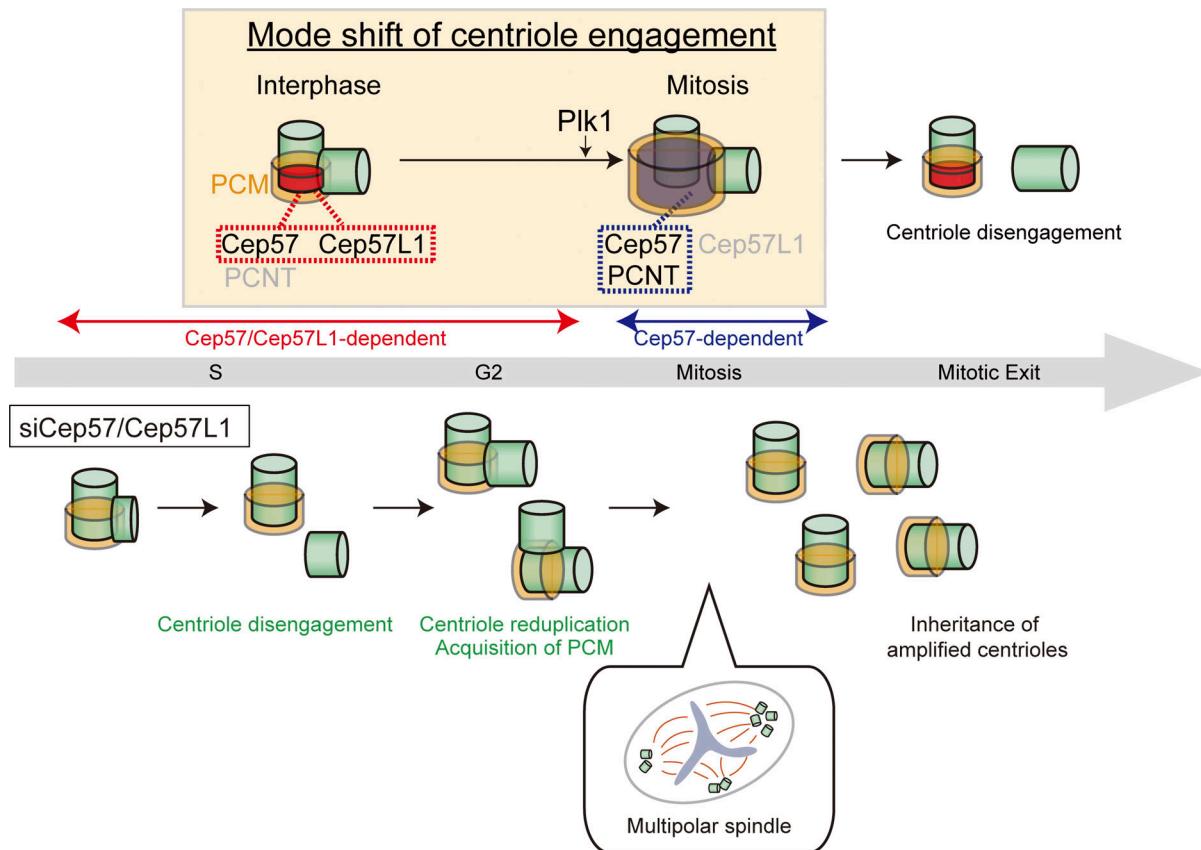 Mode shift of centriole engagement
Interphase
Mitosis
Plk1
PCM
Cep57 Cep57L1
PCNT
Cep57 Cep57L1
PCNT
Centriole disengagement
Cep57/Cep57L1-dependent
Cep57-dependent
S G2 Mitosis Mitotic Exit
siCep57/Cep57L1
Centriole disengagement
Centriole reduplication
Acquisition of PCM
Inheritance of
amplified centrioles
Multipolar spindle